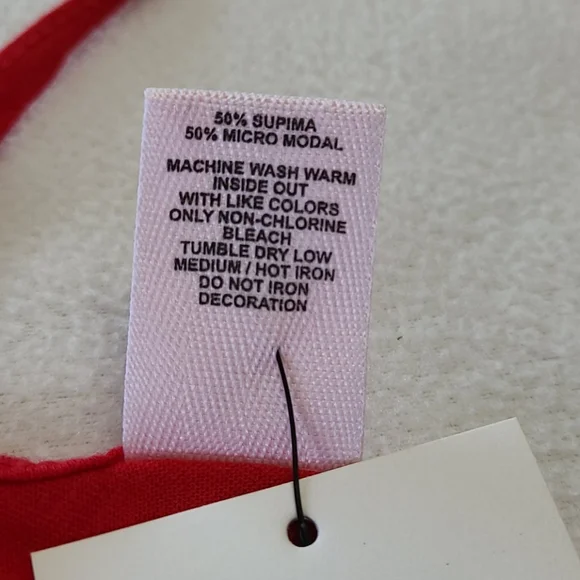 50% SUPIMA
50% MICRO MODAL
MACHINE WASH WARM
INSIDE OUT
WITH LIKE COLORS
ONLY NON-CHLORINE
BLEACH
TUMBLE DRY LOW
MEDIUM / HOT IRON
DO NOT IRON
DECORATION